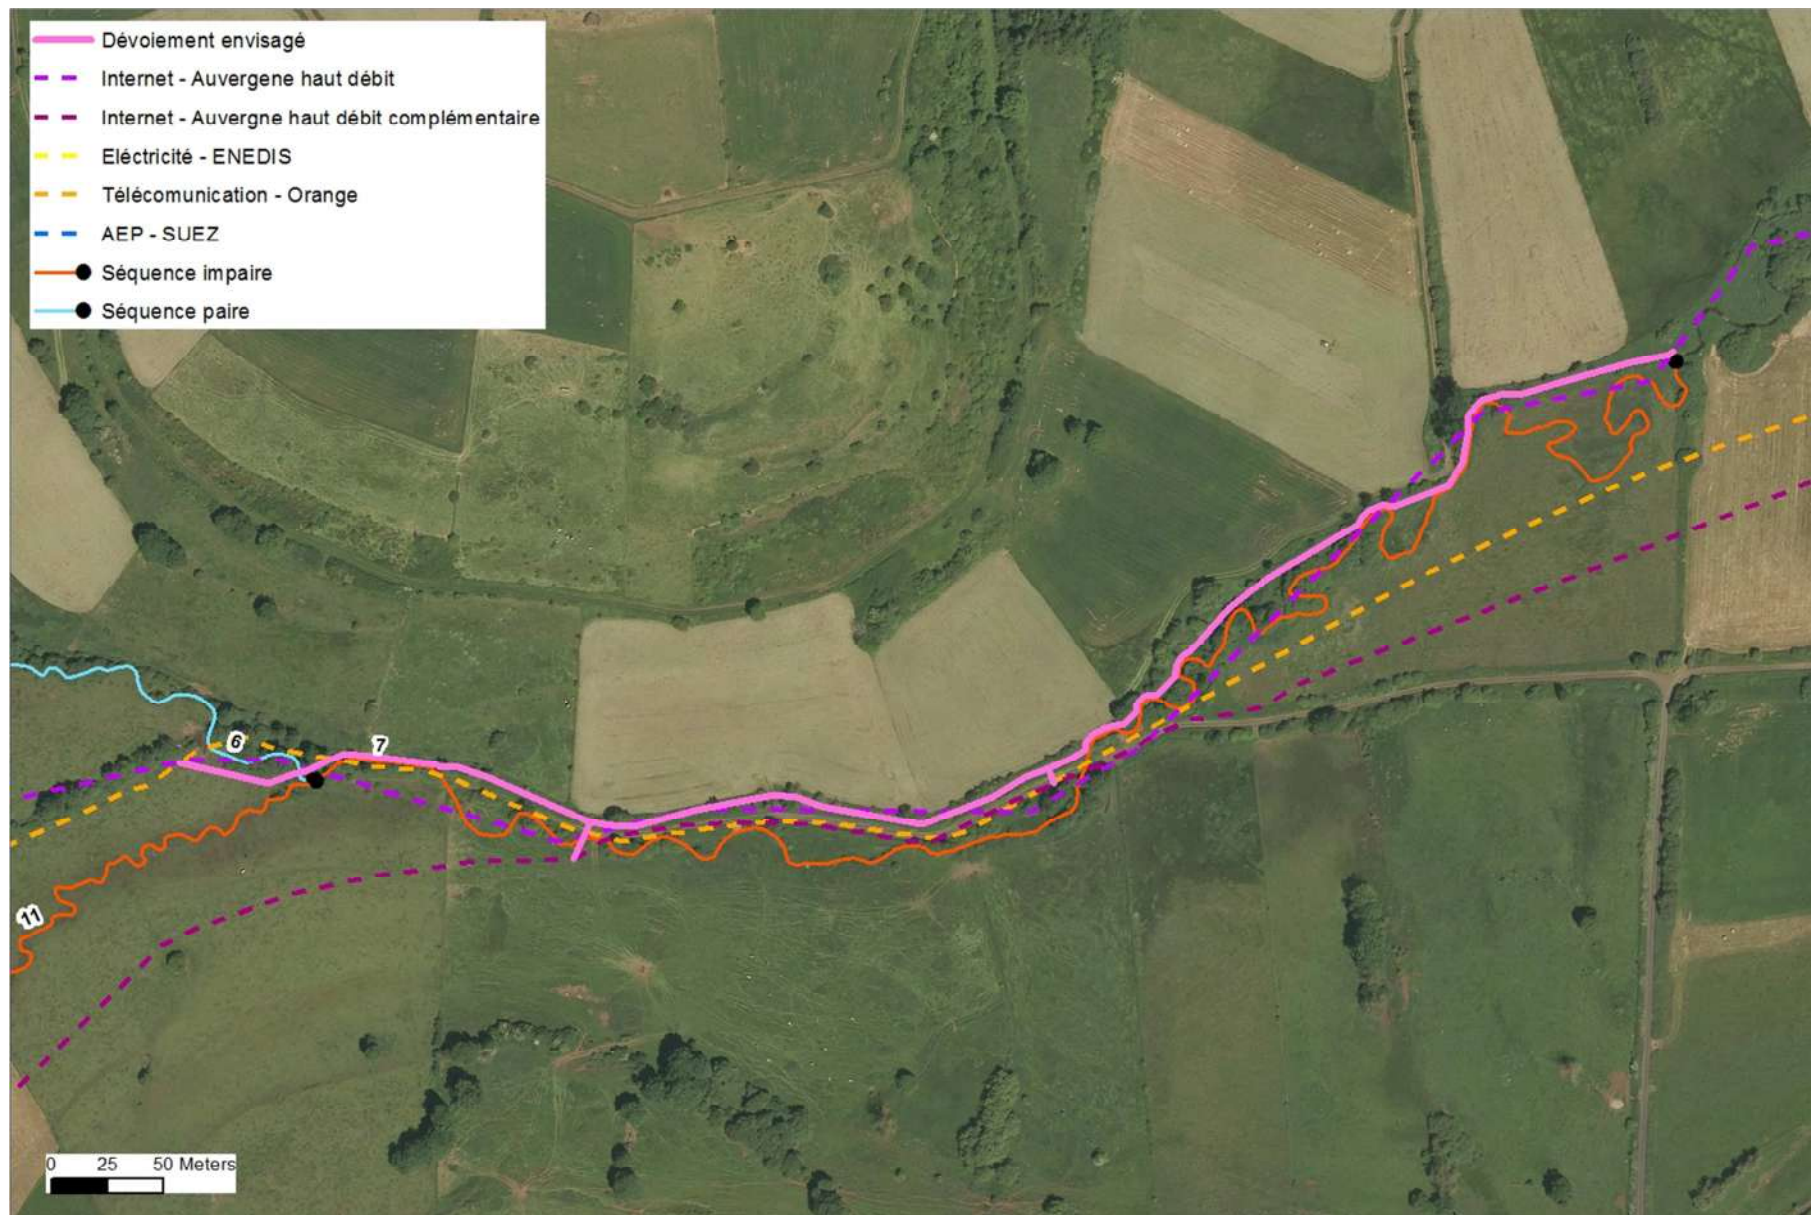 Dévoiement envisagé
Internet - Auvergene haut débit
Internet - Auvergne haut débit complémentaire
Eléctricité - ENEDIS
Télécomunication - Orange
AEP - SUEZ
Séquence impaire
Séquence paire
6
7
11
0 25 50 Meters